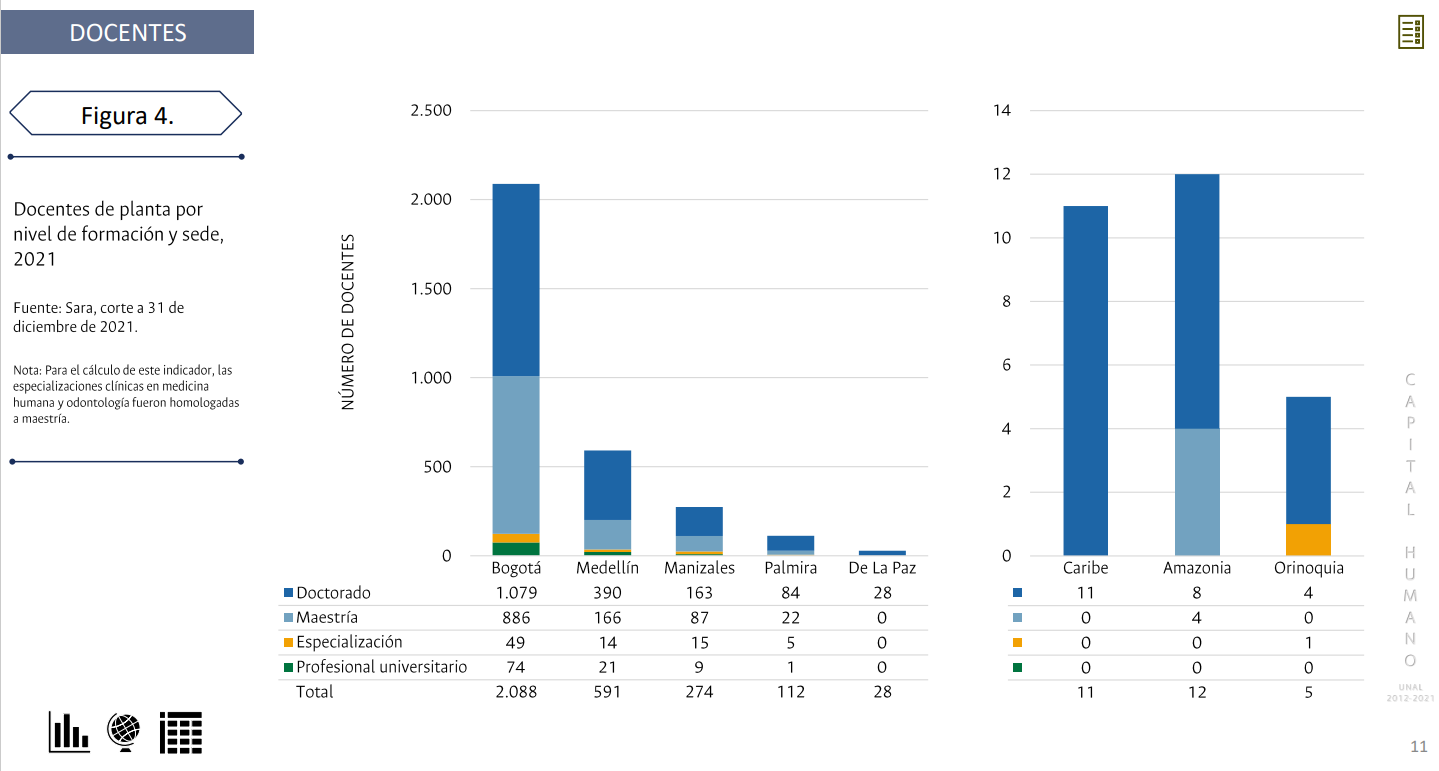 DOCENTES
Figura 4.
Docentes de planta por
nivel de formación y sede,
2021
Fuente: Sara, corte a 31 de
diciembre de 2021.
Nota: Para el cálculo de este indicador, las
especializaciones clínicas en medicina
humana y odontología fueron homologadas
a maestría.
NÚMERO DE DOCENTES
2.500
2.000
1.500
1.000
500
0
Bogotá Medellín Manizales Palmira De La Paz
Doctorado 1.079 390 163 84 28
Maestría 886 166 87 22 0
Especialización 49 14 15 5 0
Profesional universitario 74 21 9 1 0
Total 2.088 591 274 112 28
14
12
10
8
6
4
2
0
Caribe Amazonia Orinoquia
11 8 4
0 4 0
0 0 1
0 0 0
11 12 5
CAPITAL HUMANO
UNAL
2012-2021
11